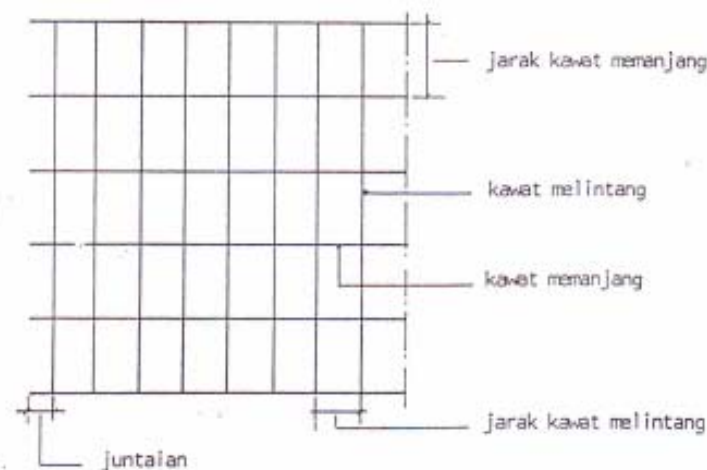 jarak kawat memanjang
kawat melintang
kawat memanjang
jarak kawat melintang
juntaian